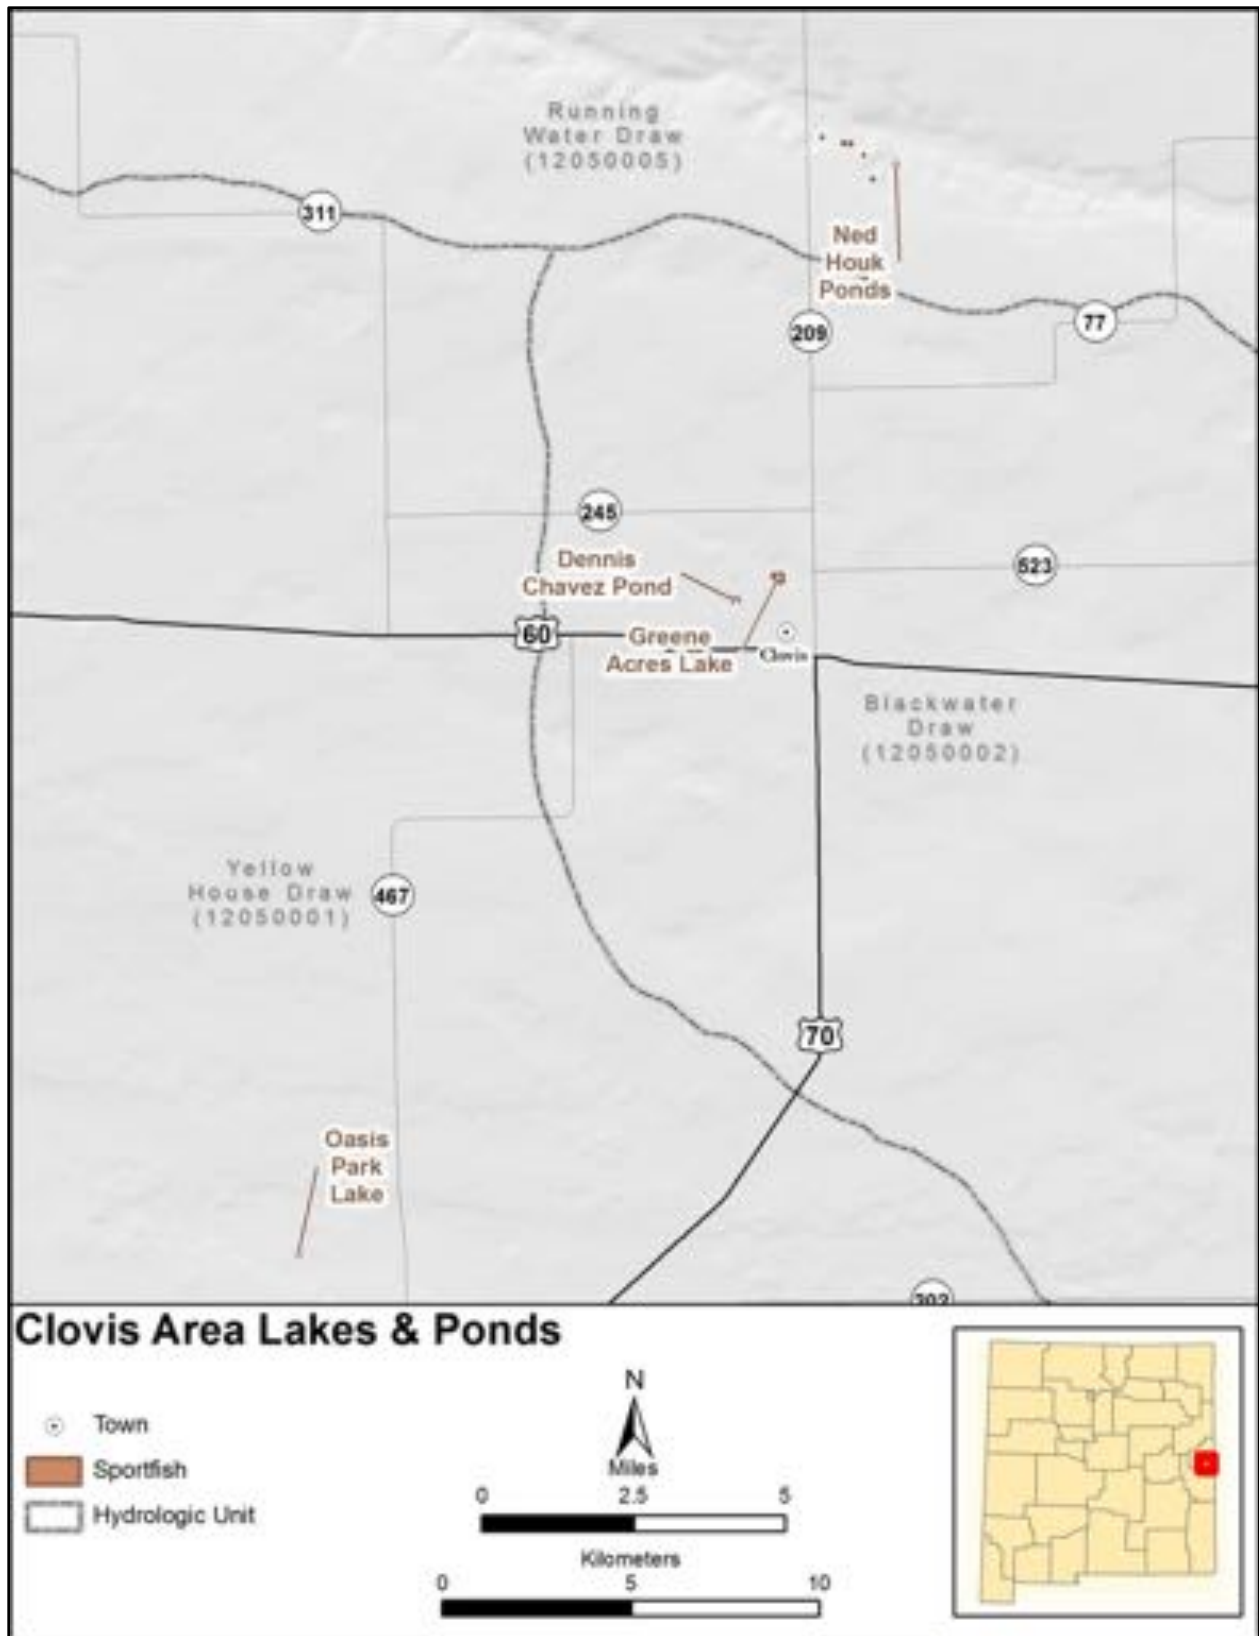 Running
Water Draw
(12050005)
311
Ned
Houk
Ponds
209
77
245
Dennis
Chavez Pond
523
60
Greene
Acres Lake
Clovis
Blackwater
Draw
(12050002)
Yellow
House Draw
(12050001)
467
70
Oasis
Park
Lake
Clovis Area Lakes & Ponds
N
Town
Sportfish
Hydrologic Unit
Miles
0 2.5 5
Kilometers
0 5 10